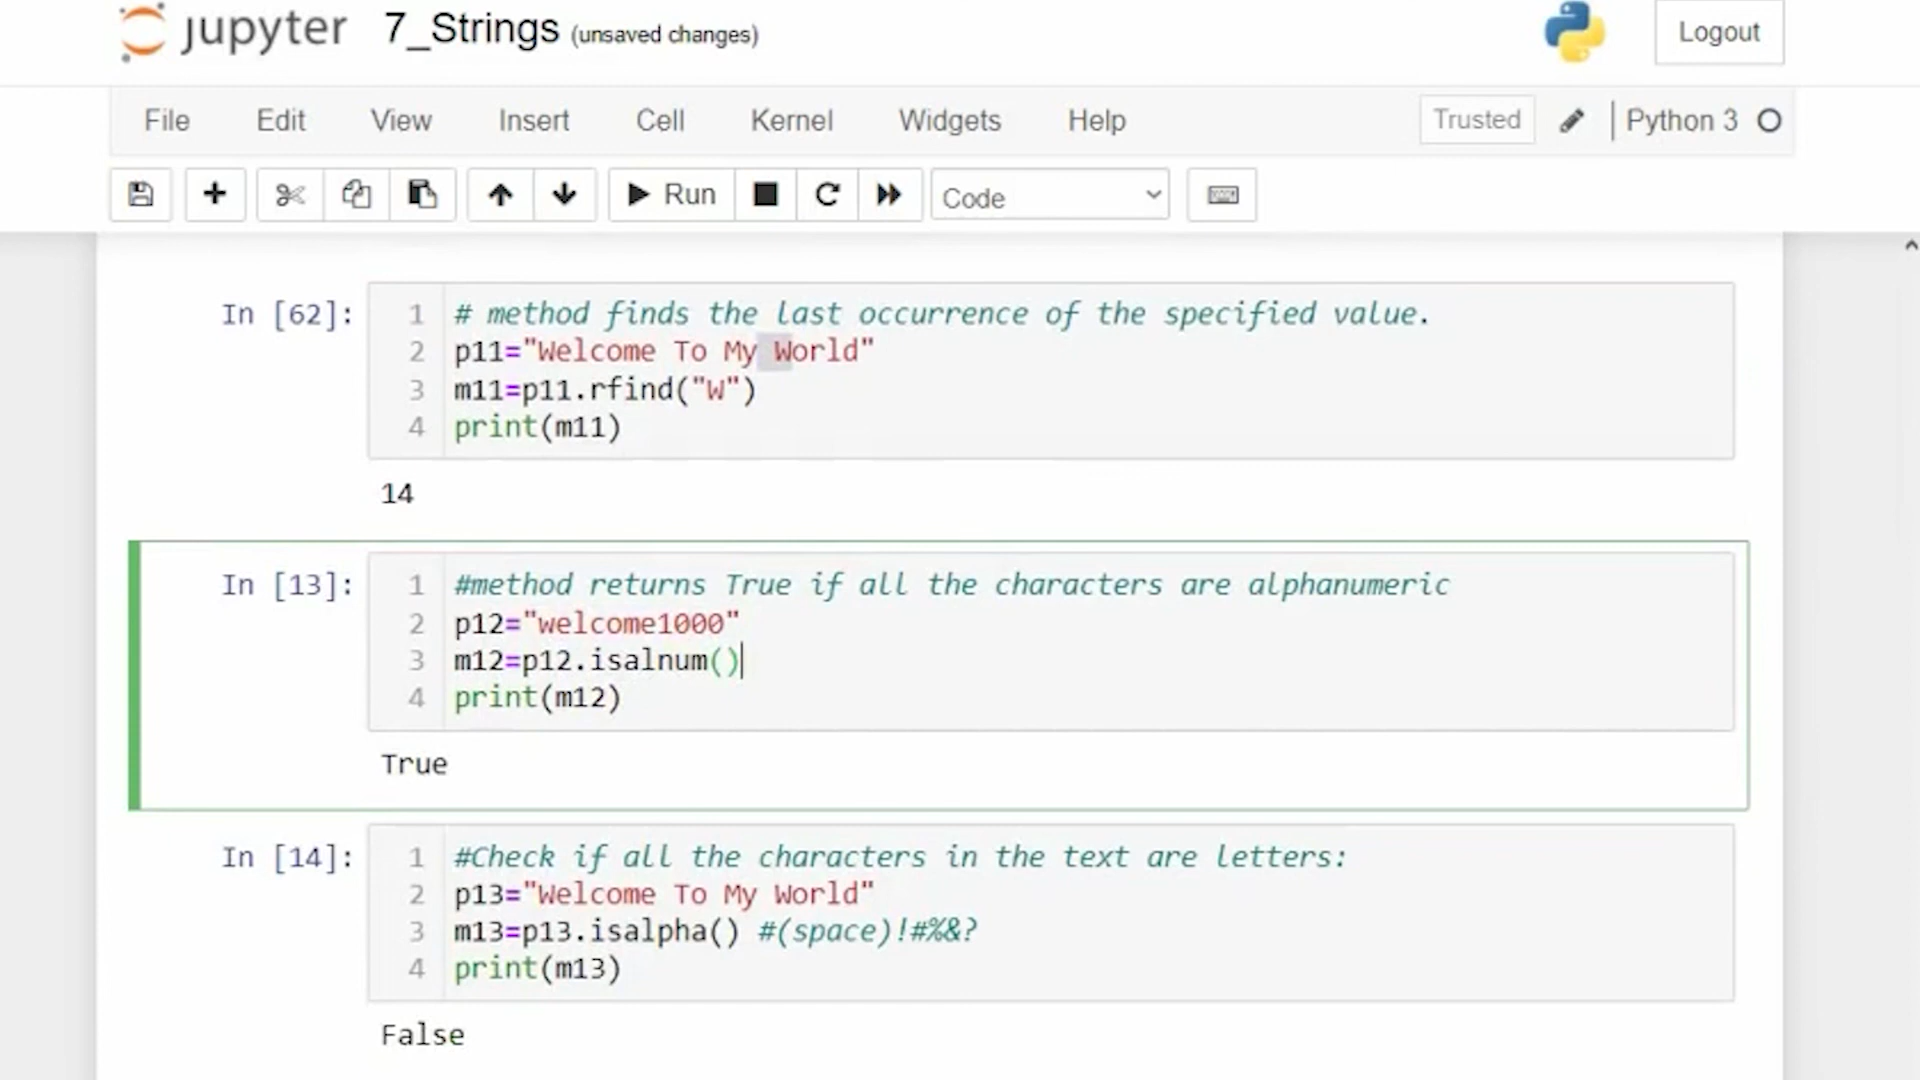 jupyter 7_Strings (unsaved changes) Logout
File Edit View Insert Cell Kernel Widgets Help Trusted Python 3
Run Code
In [62]:
1 # method finds the last occurrence of the specified value.
2 p11="Welcome To My World"
3 m11=p11.rfind("W")
4 print(m11)
14
In [13]:
1 #method returns True if all the characters are alphanumeric
2 p12="welcome1000"
3 m12=p12.isalnum()
4 print(m12)
True
In [14]:
1 #Check if all the characters in the text are letters:
2 p13="Welcome To My World"
3 m13=p13.isalpha() #(space)!#%&?
4 print(m13)
False